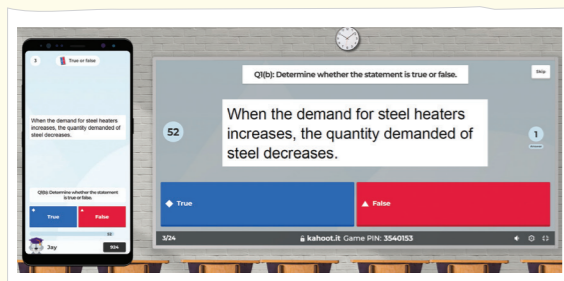 3
True or false
When the demand for steel heaters
increases, the quantity demanded of
steel decreases.
Q1(b): Determine whether the statement
is true or false.
True
False
52
Jay
924
Q1(b): Determine whether the statement is true or false.
Skip
52
When the demand for steel heaters
increases, the quantity demanded of
steel decreases.
1
True
False
3/24
kahoot.it Game PIN: 3540153